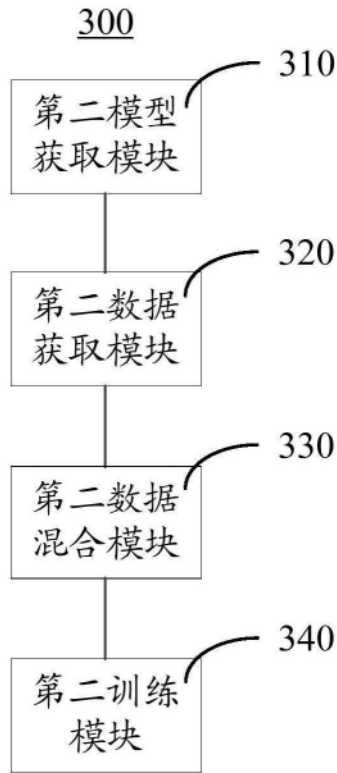 300
310
第二模型
获取模块
320
第二数据
获取模块
330
第二数据
混合模块
340
第二训练
模块